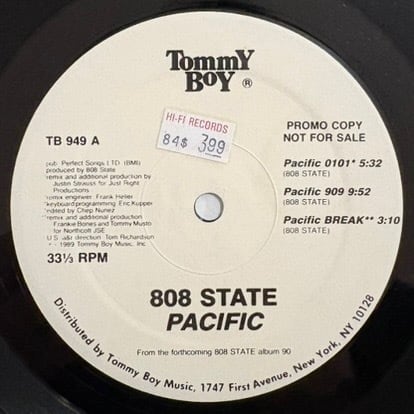 TOMMY
BOY ®
HI-FI RECORDS
84$ 3.99
TB 949 A
PROMO COPY
NOT FOR SALE
pub: Perfect Songs LTD. (BMI)
produced by 808 State
remix and additional production by
Justin Strauss for Just Right
Productions
remix engineer: Frank Heller
*keyboard programming: Eric Kupper
edited by Chep Nunez
**remix and additional production
Frankie Bones and Tommy Musto
for Northcott JSE
U.S. a&r direction: Tom Richardson
1989 Tommy Boy Music, Inc.
33⅓ RPM
Pacific 0101* 5:32
(808 STATE)
Pacific 909 9:52
(808 STATE)
Pacific BREAK** 3:10
(808 STATE)
808 STATE
PACIFIC
From the forthcoming 808 STATE album 90
Distributed by Tommy Boy Music, 1747 First Avenue, New York, NY 10128